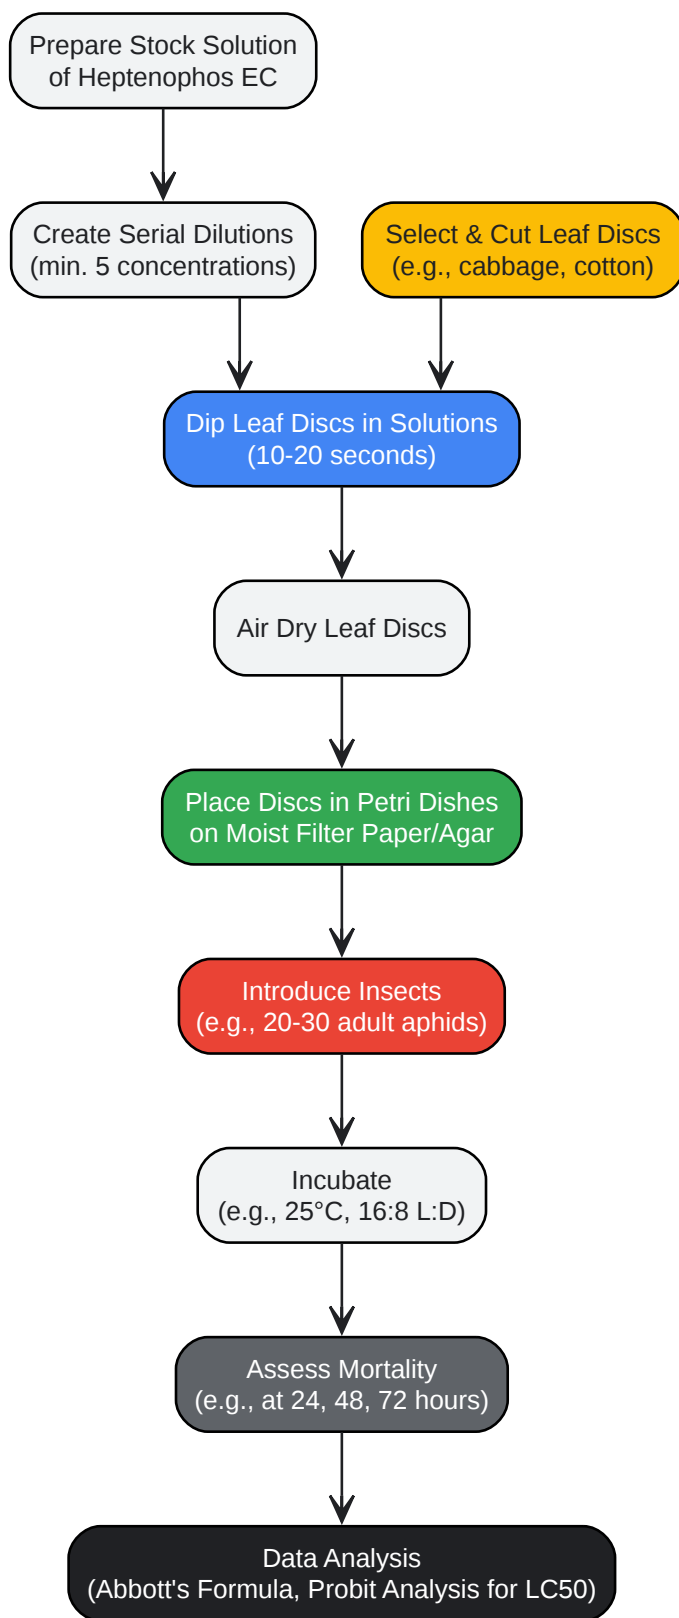 Prepare Stock Solution
of Heptenophos EC
Create Serial Dilutions
(min. 5 concentrations)
Select & Cut Leaf Discs
(e.g., cabbage, cotton)
Dip Leaf Discs in Solutions
(10-20 seconds)
Air Dry Leaf Discs
Place Discs in Petri Dishes
on Moist Filter Paper/Agar
Introduce Insects
(e.g., 20-30 adult aphids)
Incubate
(e.g., 25°C, 16:8 L:D)
Assess Mortality
(e.g., at 24, 48, 72 hours)
Data Analysis
(Abbott's Formula, Probit Analysis for LC50)